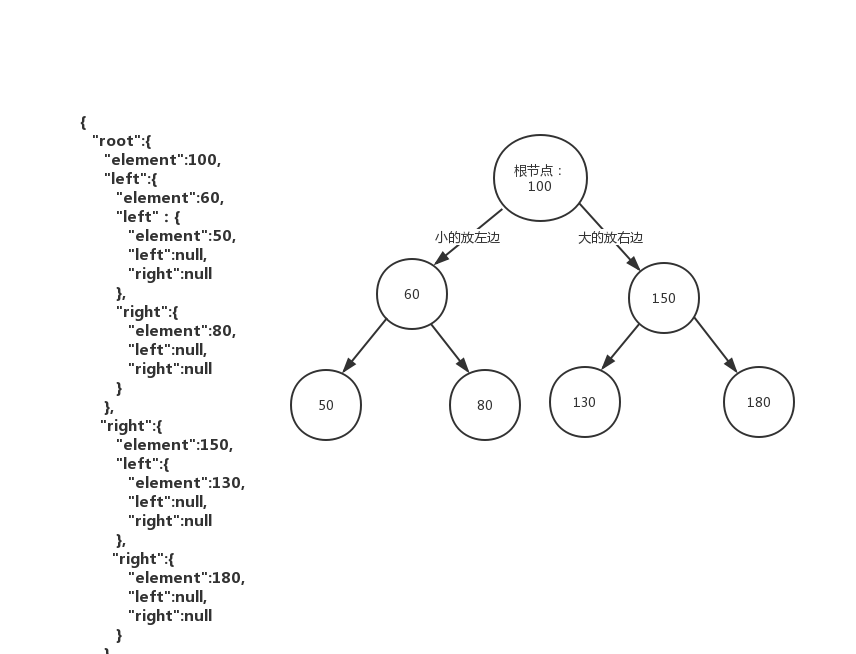 {
"root":{
"element":100,
"left":{
"element":60,
"left" : {
"element":50,
"left":null,
"right":null
},
"right":{
"element":80,
"left":null,
"right":null
}
},
"right":{
"element":150,
"left":{
"element":130,
"left":null,
"right":null
},
"right":{
"element":180,
"left":null,
"right":null
}
}
根节点：
100
小的放左边
大的放右边
60
150
50
80
130
180